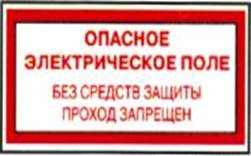 ОПАСНОЕ
ЭЛЕКТРИЧЕСКОЕ ПОЛЕ
БЕЗ СРЕДСТВ ЗАЩИТЫ
ПРОХОД ЗАПРЕЩЕН